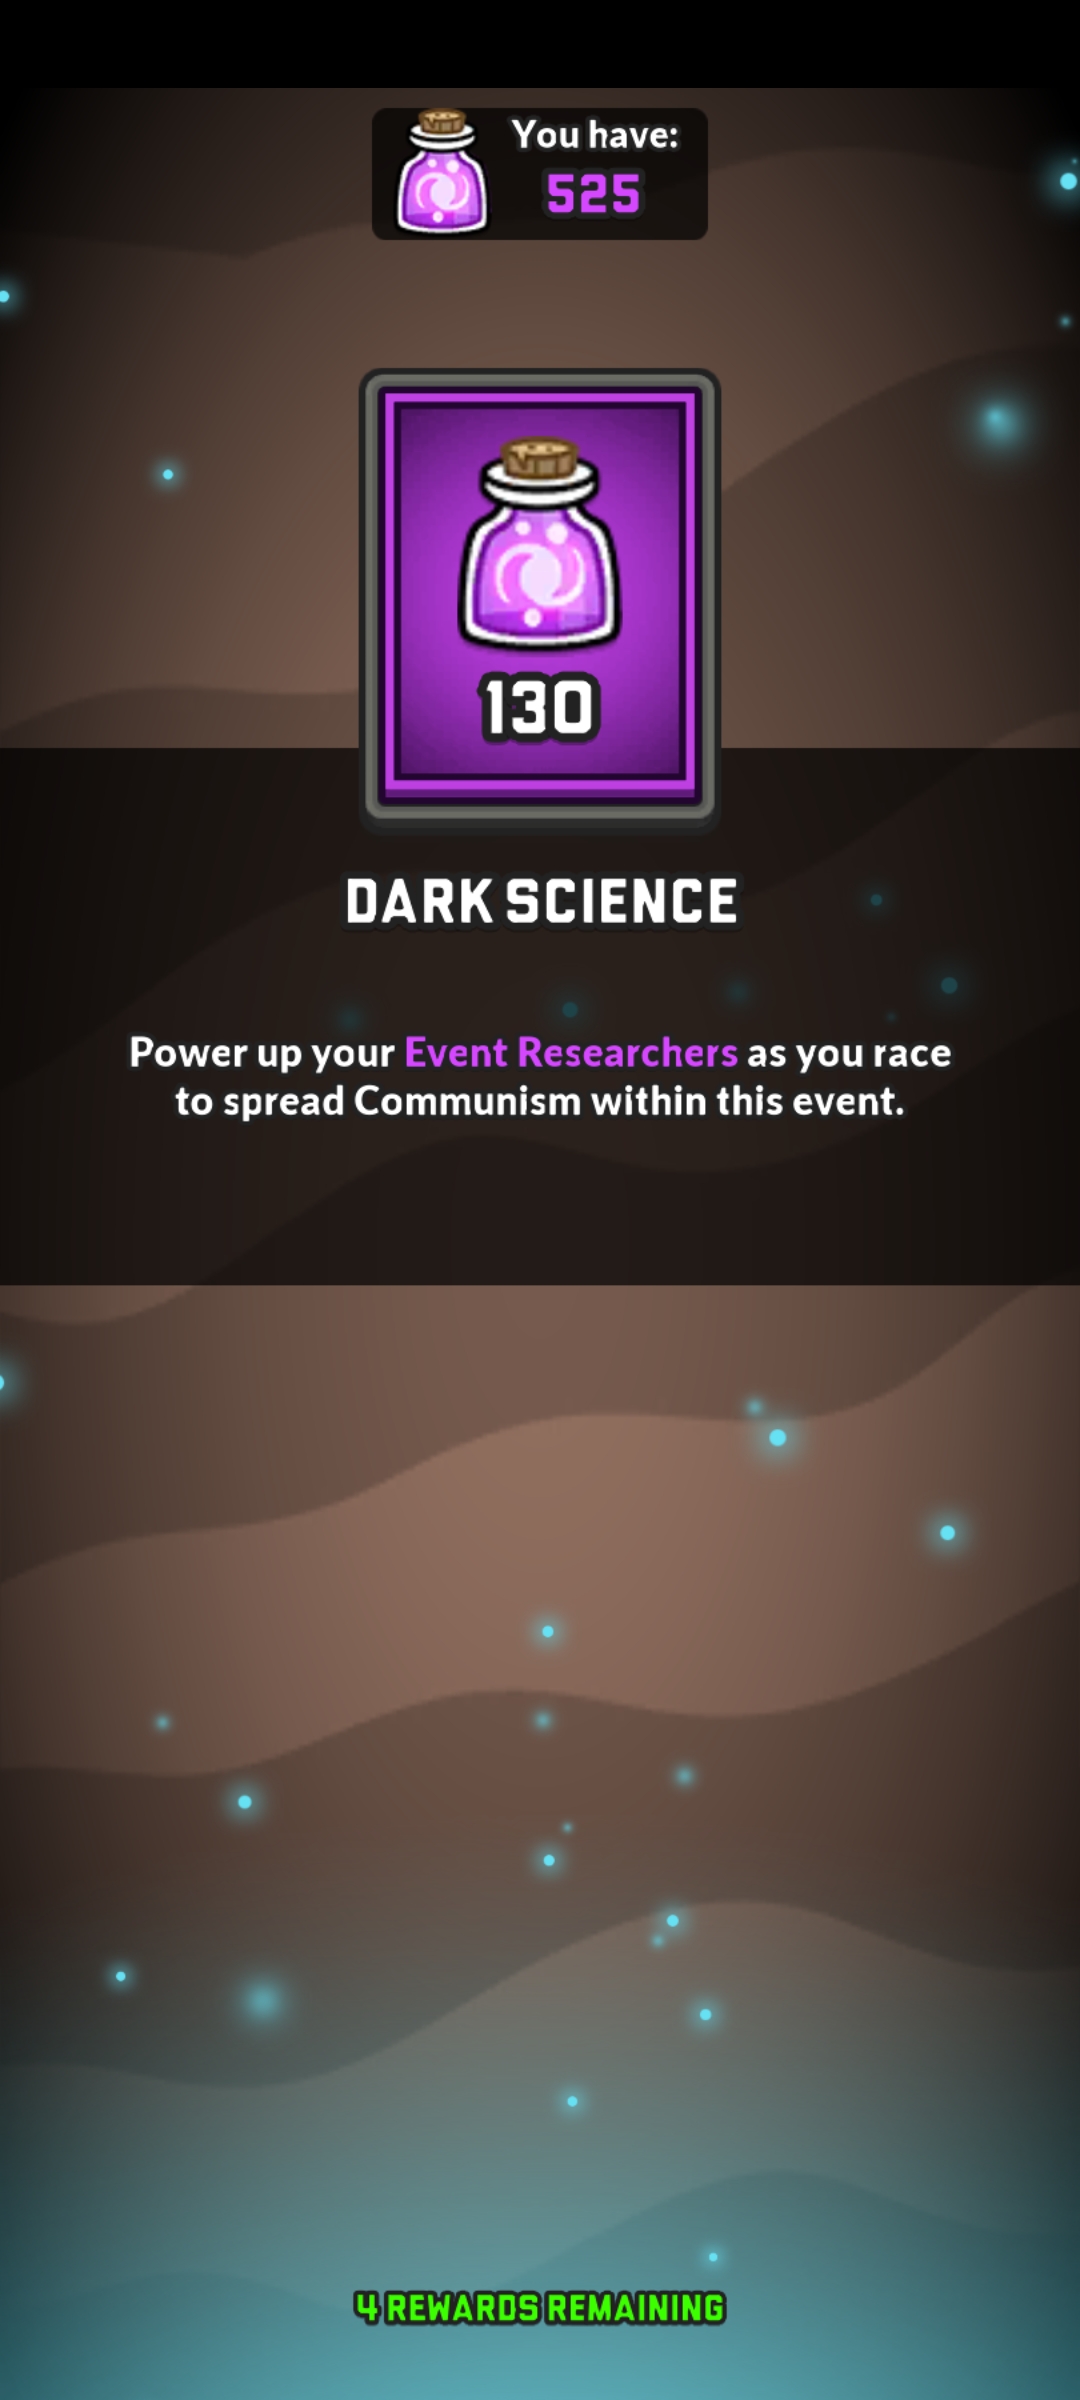 You have:
525
130
DARK SCIENCE
Power up your Event Researchers as you race
to spread Communism within this event.
4 REWARDS REMAINING